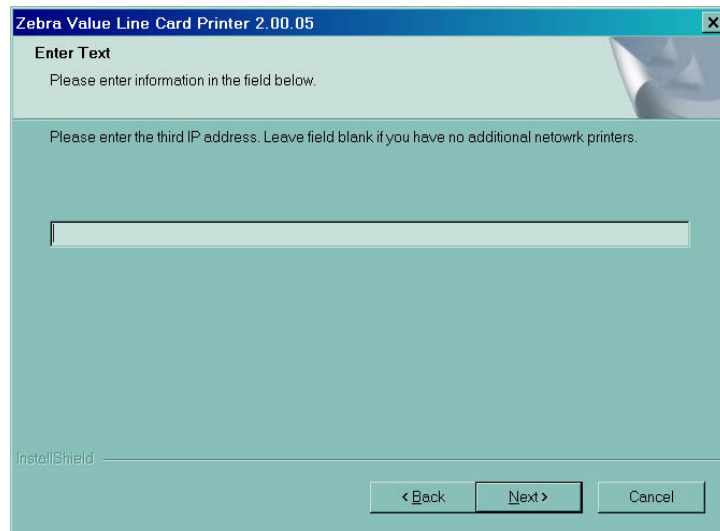 Zebra Value Line Card Printer 2.00.05
Enter Text
Please enter information in the field below.
Please enter the third IP address. Leave field blank if you have no additional netowrk printers.
InstallShield
< Back
Next >
Cancel